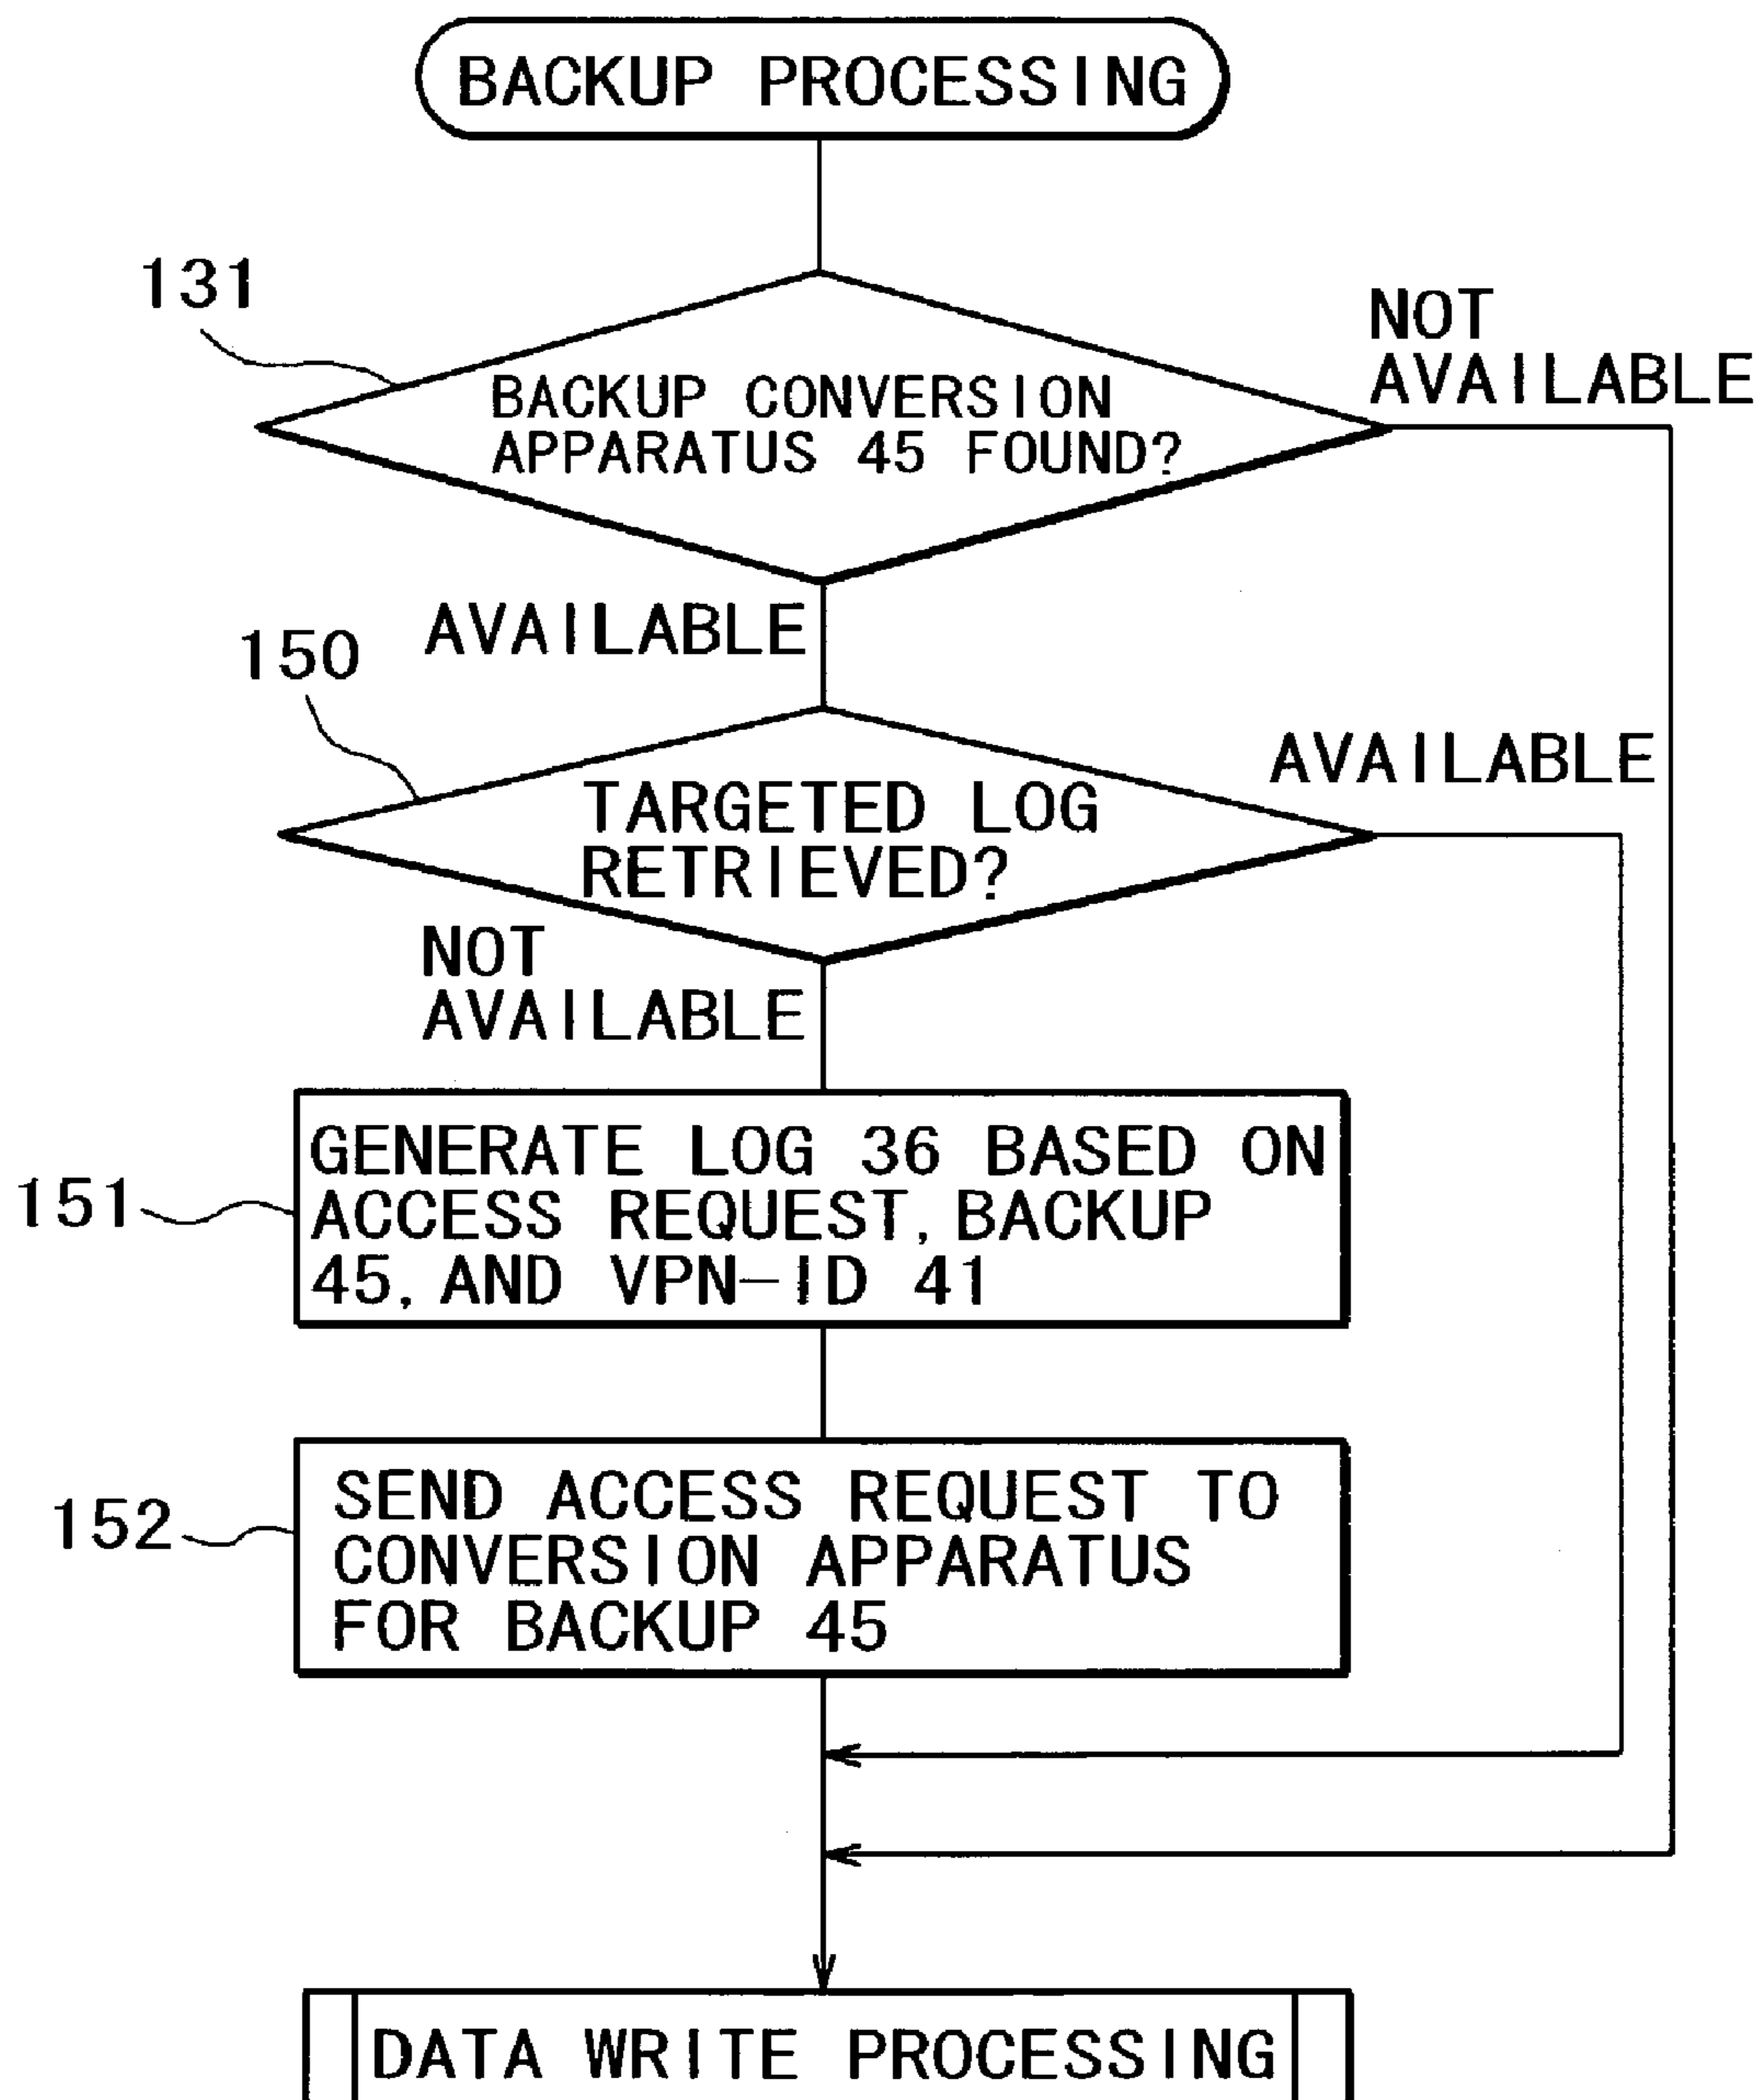 BACKUP PROCESSING
131
NOT
AVAILABLE
BACKUP CONVERSION
APPARATUS 45 FOUND?
AVAILABLE
150
AVAILABLE
TARGETED LOG
RETRIEVED?
NOT
AVAILABLE
151
GENERATE LOG 36 BASED ON
ACCESS REQUEST, BACKUP
45, AND VPN-ID 41
152
SEND ACCESS REQUEST TO
CONVERSION APPARATUS
FOR BACKUP 45
DATA WRITE PROCESSING